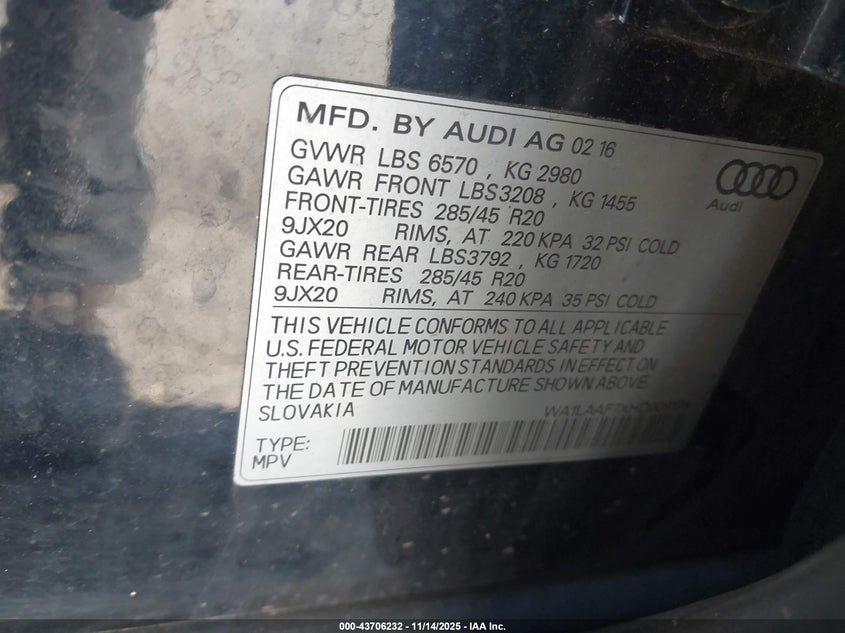 MFD. BY AUDI AG 02 16
GVWR LBS 6570 , KG 2980
GAWR FRONT LBS3208 , KG 1455
FRONT-TIRES 285/45 R20
9JX20 RIMS, AT 220 KPA 32 PSI COLD
GAWR REAR LBS3792 , KG 1720
REAR-TIRES 285/45 R20
9JX20 RIMS, AT 240 KPA 35 PSI COLD
Audi
THIS VEHICLE CONFORMS TO ALL APPLICABLE
U.S. FEDERAL MOTOR VEHICLE SAFETY AND
THEFT PREVENTION STANDARDS IN EFFECT ON
THE DATE OF MANUFACTURE SHOWN ABOVE.
SLOVAKIA
TYPE:
MPV
000-43706232 - 11/14/2025 - IAA Inc.